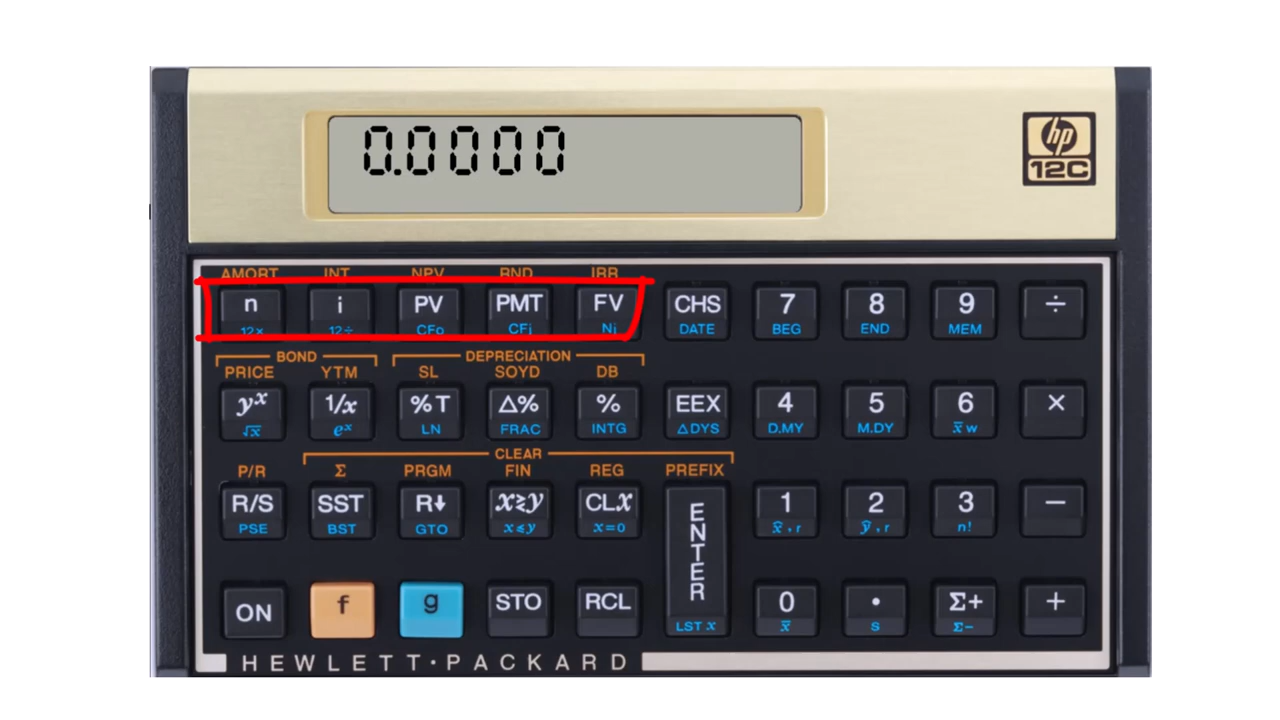 0.0000
hp
12C
AMORT INT NPV RND IRR
n i PV PMT FV CHS 7 8 9 ÷
12× 12÷ CFo CFj Nj DATE BEG END MEM
BOND DEPRECIATION
PRICE YTM SL SOYD DB
yˣ 1/x %T Δ% % EEX 4 5 6 ×
√x eˣ LN FRAC INTG ΔDYS D.MY M.DY x̄w
CLEAR
P/R Σ PRGM FIN REG PREFIX
R/S SST R↓ x≷y CLx ENTER 1 2 3 −
PSE BST GTO x≤y x=0 x̂,r ŷ,r n!
ON f g STO RCL 0 • Σ+ +
LST x x̄ s Σ−
HEWLETT·PACKARD